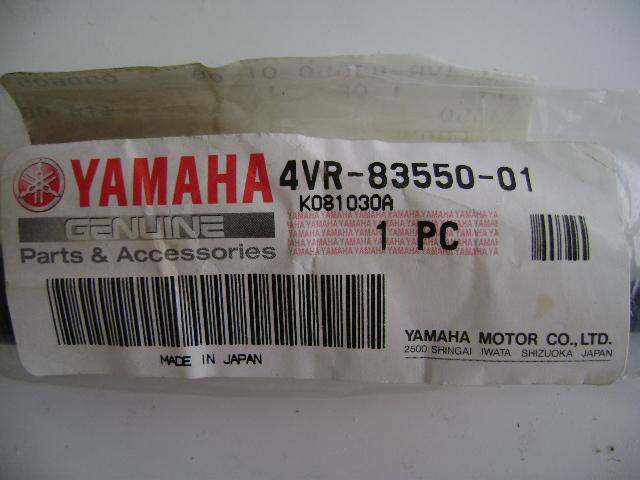 YAMAHA
GENUINE
Parts & Accessories
4VR-83550-01
K081030A
1 PC
MADE IN JAPAN
YAMAHA MOTOR CO., LTD.
2500 SHINGAI IWATA SHIZUOKA JAPAN